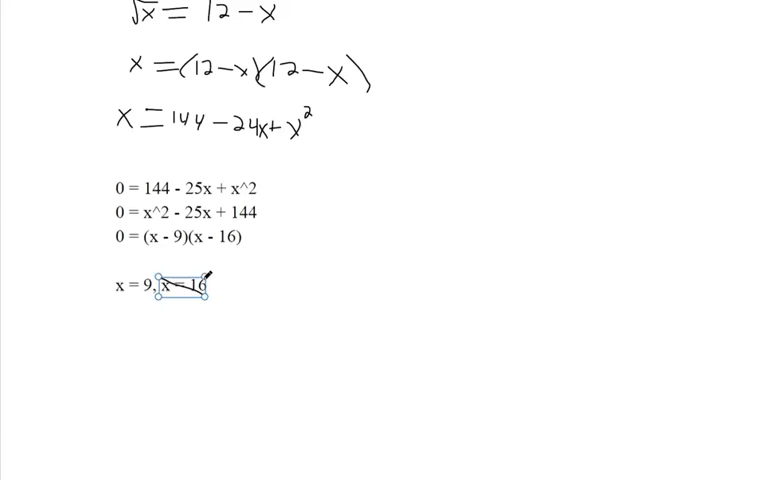 √x = 12 - x
x = (12 - x)(12 - x)
x = 144 - 24x + x²
0 = 144 - 25x + x^2
0 = x^2 - 25x + 144
0 = (x - 9)(x - 16)
x = 9, x = 16